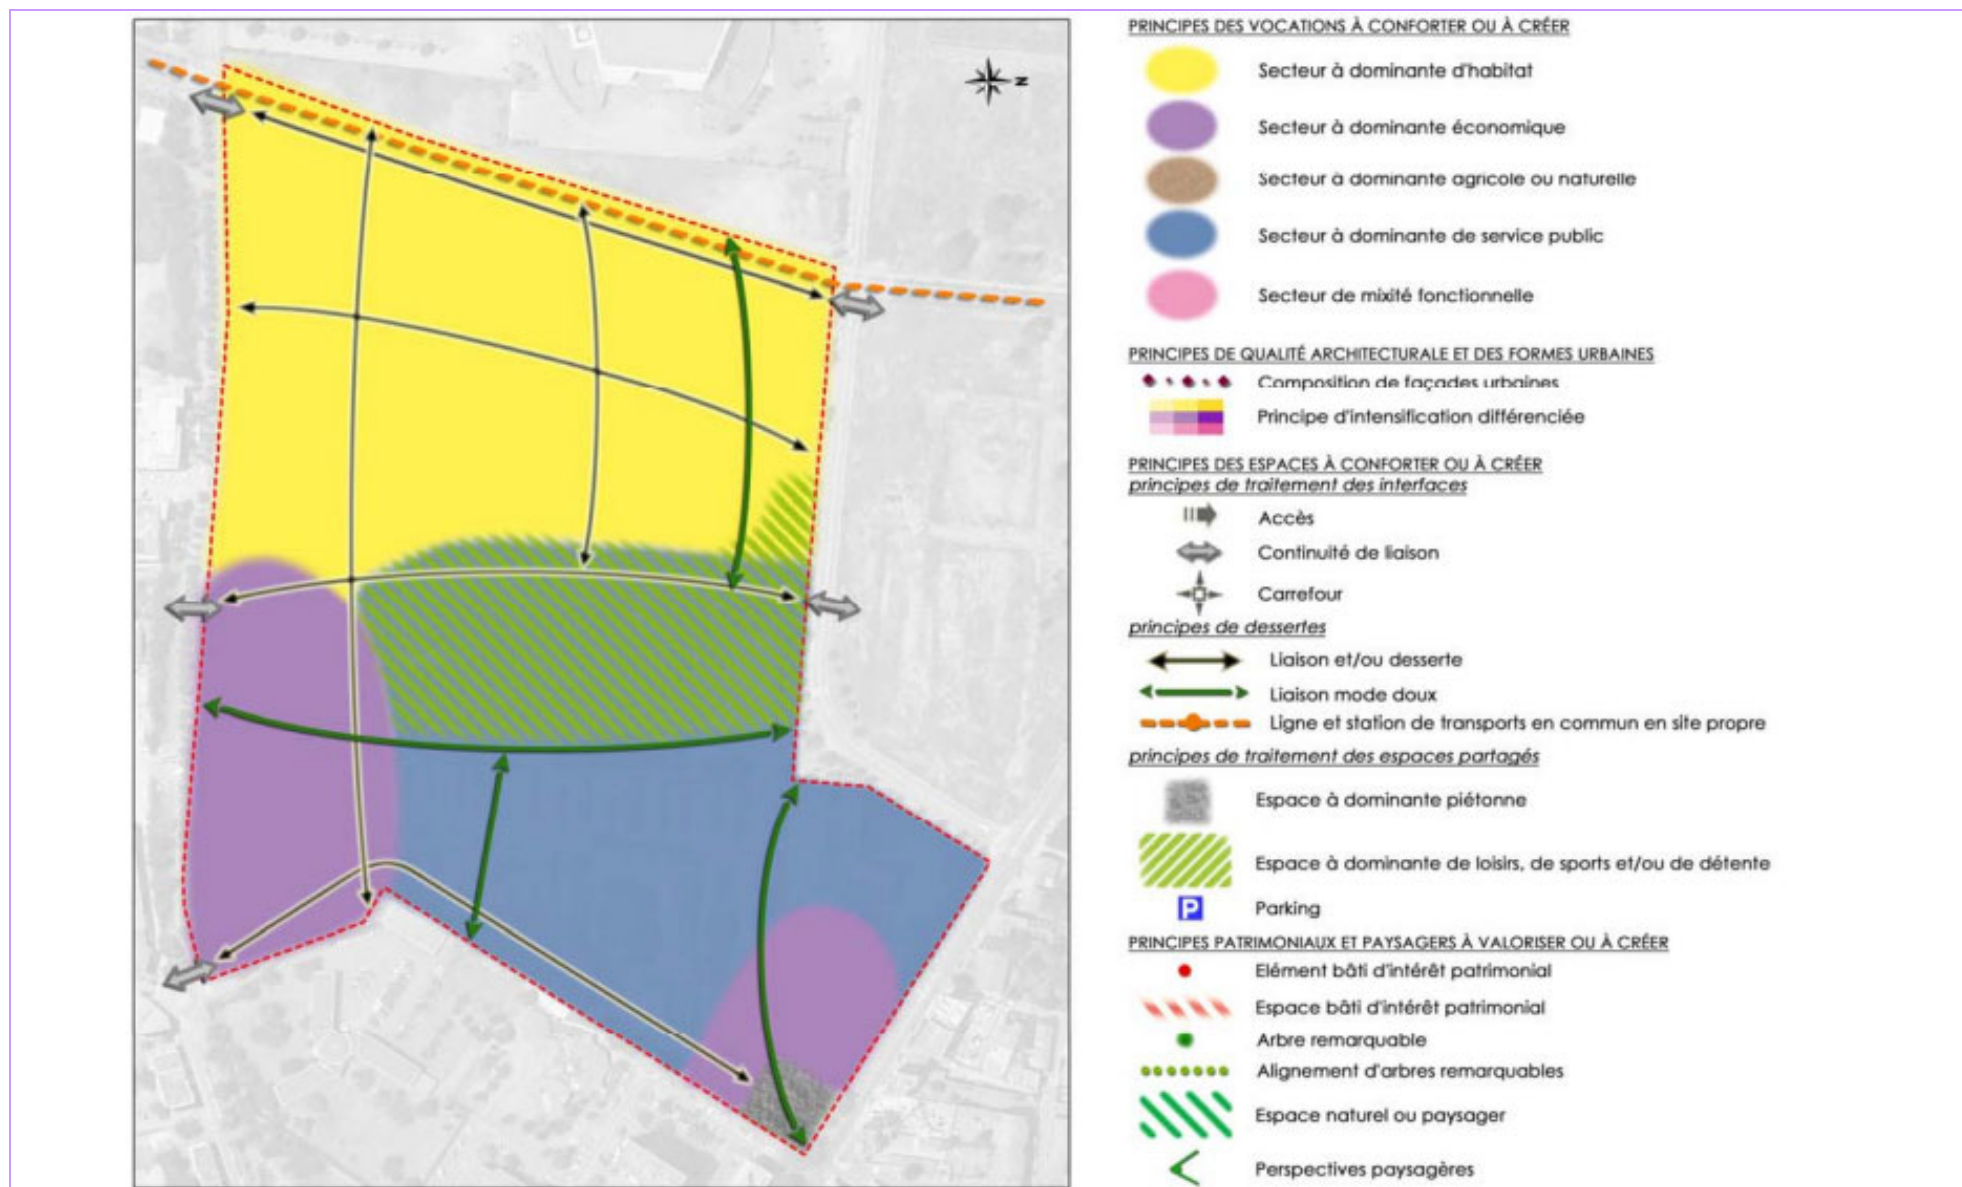 N
PRINCIPES DES VOCATIONS À CONFORTER OU À CRÉER
Secteur à dominante d'habitat
Secteur à dominante économique
Secteur à dominante agricole ou naturelle
Secteur à dominante de service public
Secteur de mixité fonctionnelle
PRINCIPES DE QUALITÉ ARCHITECTURALE ET DES FORMES URBAINES
Composition de façades urbaines
Principe d'intensification différenciée
PRINCIPES DES ESPACES À CONFORTER OU À CRÉER
principes de traitement des interfaces
Accès
Continuité de liaison
Carrefour
principes de dessertes
Liaison et/ou desserte
Liaison mode doux
Ligne et station de transports en commun en site propre
principes de traitement des espaces partagés
Espace à dominante piétonne
Espace à dominante de loisirs, de sports et/ou de détente
P Parking
PRINCIPES PATRIMONIAUX ET PAYSAGERS À VALORISER OU À CRÉER
Elément bâti d'intérêt patrimonial
Espace bâti d'intérêt patrimonial
Arbre remarquable
Alignement d'arbres remarquables
Espace naturel ou paysager
Perspectives paysagères